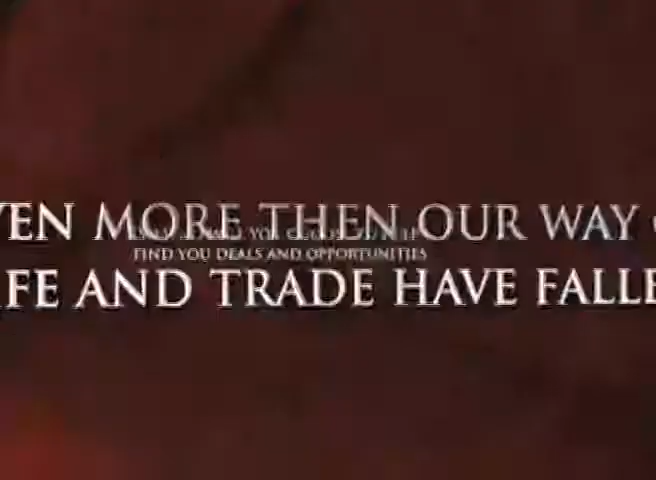 VEN MORE THEN OUR WAY
FIND YOU DEALS AND OPPORTUNITIES
IFE AND TRADE HAVE FALLE